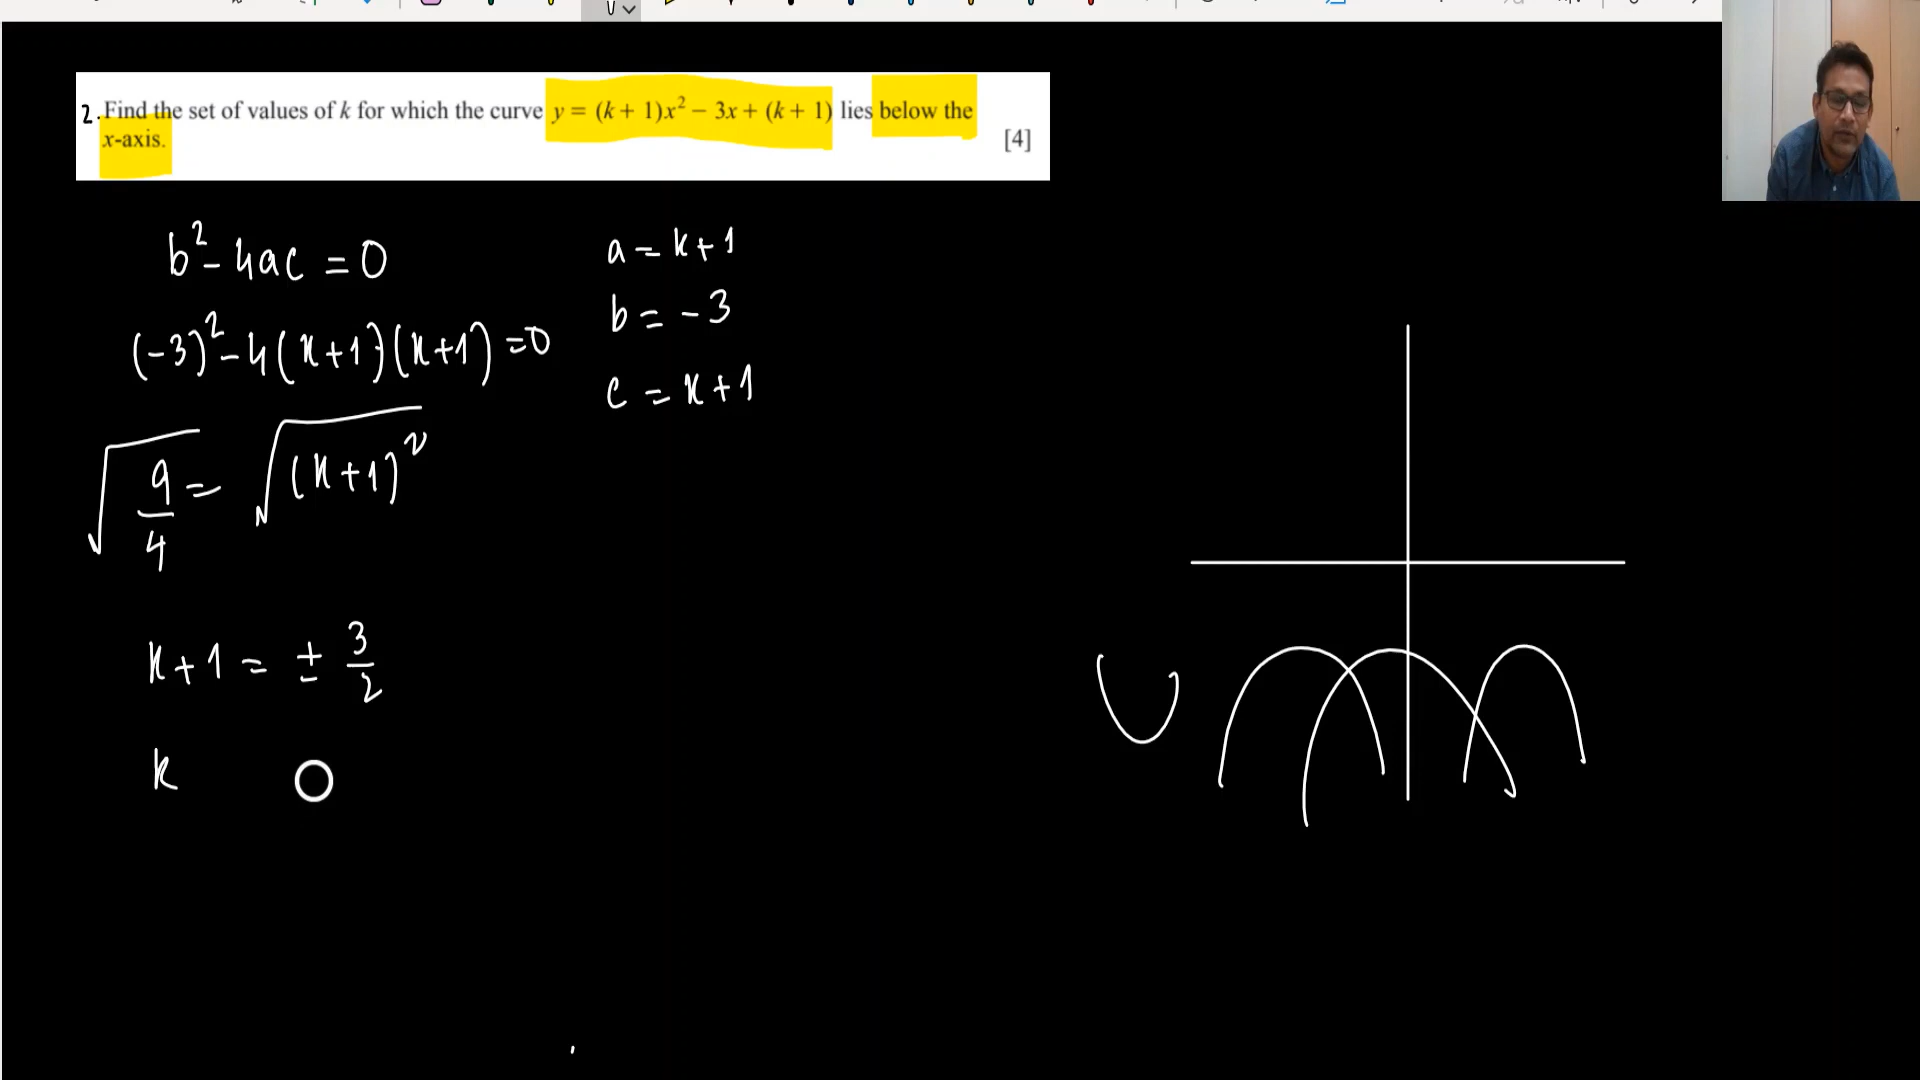 2. Find the set of values of k for which the curve y = (k + 1)x² − 3x + (k + 1) lies below the
x-axis. [4]
b² - 4ac = 0
(-3)² - 4(k+1)(k+1) = 0
√(9/4) = √((k+1)²)
k+1 = ± 3/2
k
a = k+1
b = -3
c = k+1